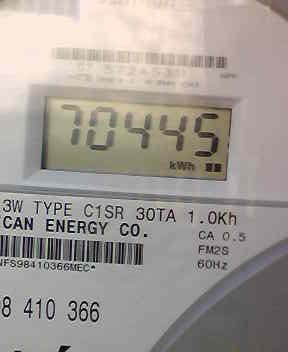 70445
kWh
3W TYPE C1SR 30TA 1.0Kh
CAN ENERGY CO.
CA 0.5
FM2S
NFS98410366MEC*
60Hz
8 410 366